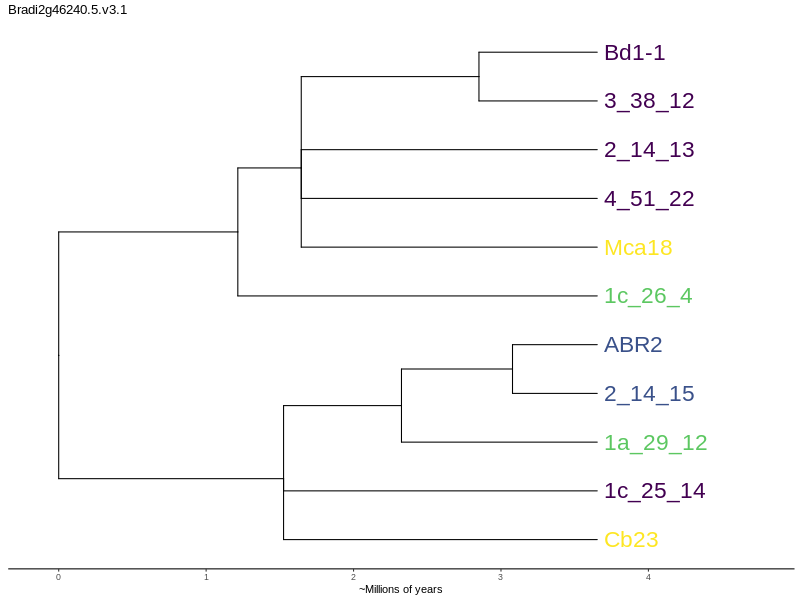 Bradi2g46240.5.v3.1
Bd1-1
3_38_12
2_14_13
4_51_22
Mca18
1c_26_4
ABR2
2_14_15
1a_29_12
1c_25_14
Cb23
0 1 2 3 4
~Millions of years